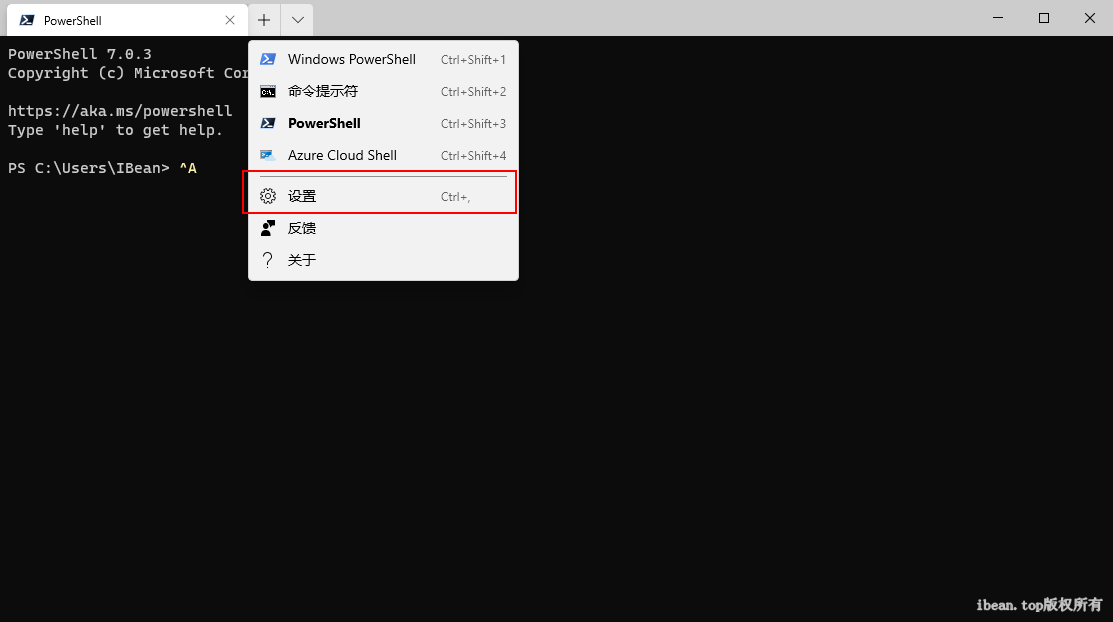 PowerShell
PowerShell 7.0.3
Copyright (c) Microsoft Cor
https://aka.ms/powershell
Type 'help' to get help.
PS C:\Users\IBean> ^A
Windows PowerShell Ctrl+Shift+1
命令提示符 Ctrl+Shift+2
PowerShell Ctrl+Shift+3
Azure Cloud Shell Ctrl+Shift+4
设置 Ctrl+,
反馈
关于
ibean.top版权所有